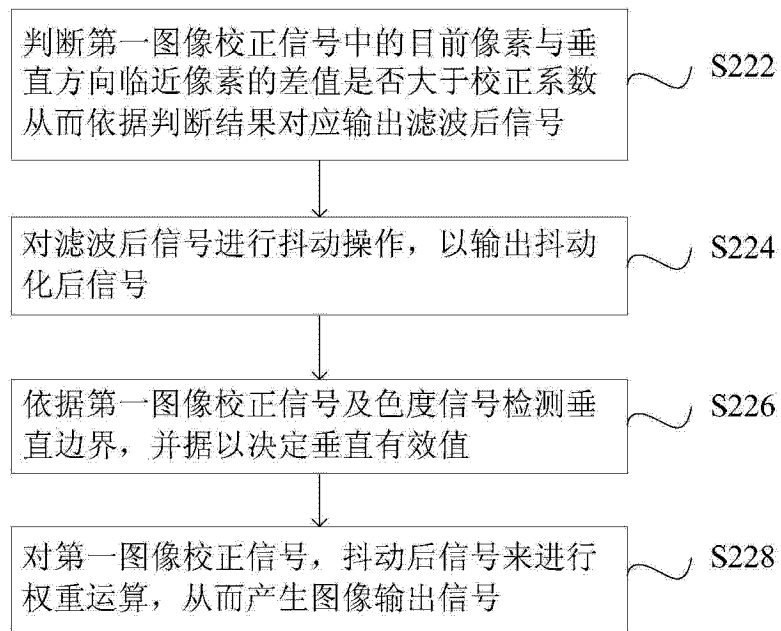 判断第一图像校正信号中的目前像素与垂
直方向临近像素的差值是否大于校正系数
从而依据判断结果对应输出滤波后信号
S222
对滤波后信号进行抖动操作，以输出抖动
化后信号
S224
依据第一图像校正信号及色度信号检测垂
直边界，并据以决定垂直有效值
S226
对第一图像校正信号，抖动后信号来进行
权重运算，从而产生图像输出信号
S228